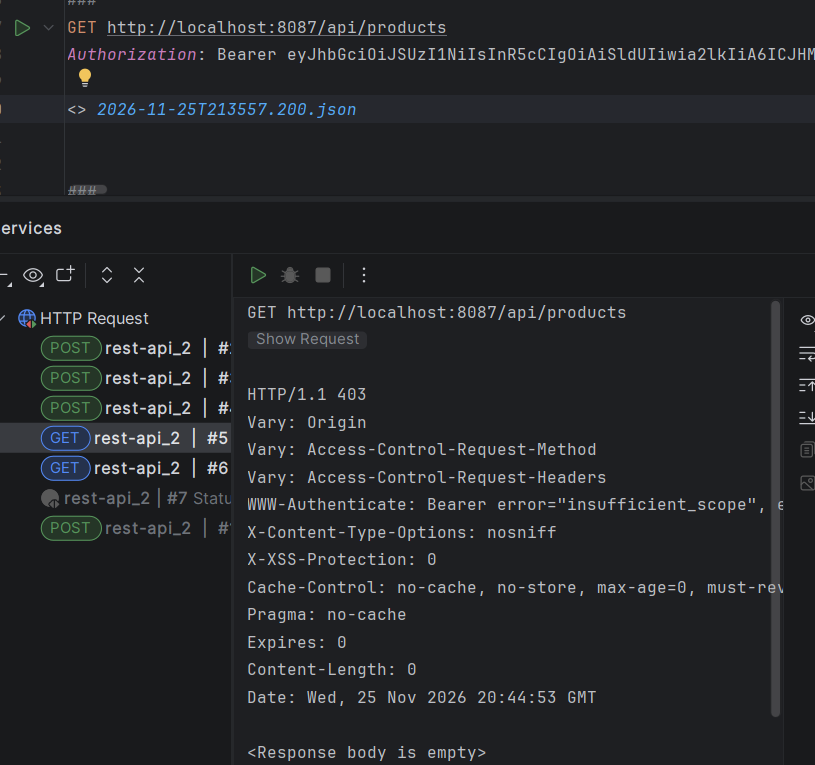 ###
GET http://localhost:8087/api/products
Authorization: Bearer eyJhbGciOiJSUzI1NiIsInR5cCIgOiAiSldUIiwia2lkIiA6ICJHM
<> 2026-11-25T213557.200.json
###
ervices
HTTP Request
POST rest-api_2 | #
POST rest-api_2 | #
POST rest-api_2 | #
GET rest-api_2 | #5
GET rest-api_2 | #6
rest-api_2 | #7 Statu
POST rest-api_2 | #
GET http://localhost:8087/api/products
Show Request
HTTP/1.1 403
Vary: Origin
Vary: Access-Control-Request-Method
Vary: Access-Control-Request-Headers
WWW-Authenticate: Bearer error="insufficient_scope", e
X-Content-Type-Options: nosniff
X-XSS-Protection: 0
Cache-Control: no-cache, no-store, max-age=0, must-rev
Pragma: no-cache
Expires: 0
Content-Length: 0
Date: Wed, 25 Nov 2026 20:44:53 GMT
<Response body is empty>